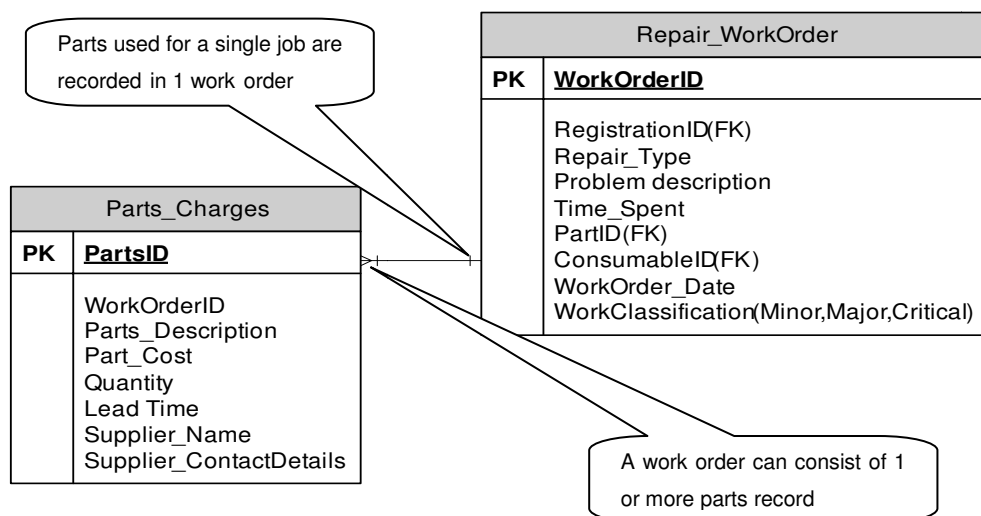 Parts used for a single job are
recorded in 1 work order
Repair_WorkOrder
PK WorkOrderID
RegistrationID(FK)
Repair_Type
Problem description
Time_Spent
PartID(FK)
ConsumableID(FK)
WorkOrder_Date
WorkClassification(Minor,Major,Critical)
Parts_Charges
PK PartsID
WorkOrderID
Parts_Description
Part_Cost
Quantity
Lead Time
Supplier_Name
Supplier_ContactDetails
A work order can consist of 1
or more parts record